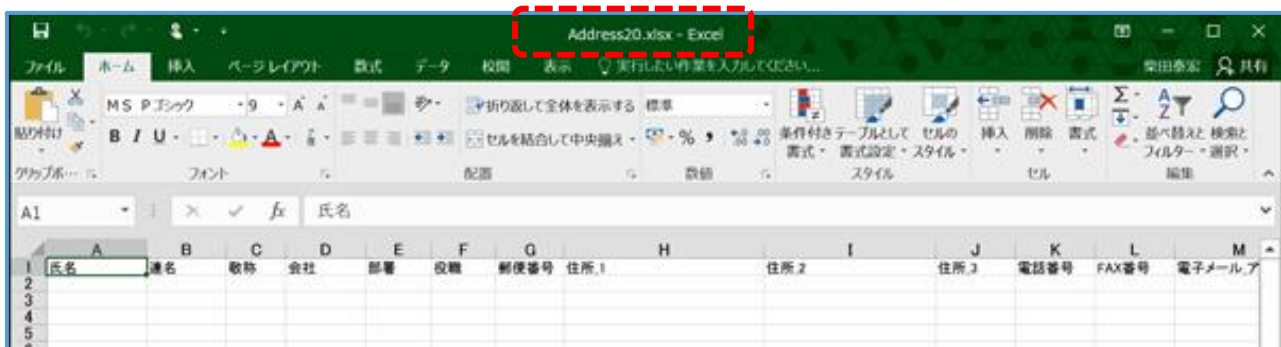 Address20.xlsx - Excel
ファイル ホーム 挿入 ページレイアウト 数式 データ 校閲 表示 実行したい作業を入力してください... 柴田泰宏 共有
MS Pゴシック 9 A A 折り返して全体を表示する 標準
貼り付け B I U A セルを結合して中央揃え % 条件付き書式 テーブルとして書式設定 セルのスタイル 挿入 削除 書式 Σ 並べ替えとフィルター 検索と選択
クリップボ… フォント 配置 数値 スタイル セル 編集
A1 fx 氏名
A B C D E F G H I J K L M
1 氏名 連名 敬称 会社 部署 役職 郵便番号 住所_1 住所_2 住所_3 電話番号 FAX番号 電子メール_ア
2
3
4
5